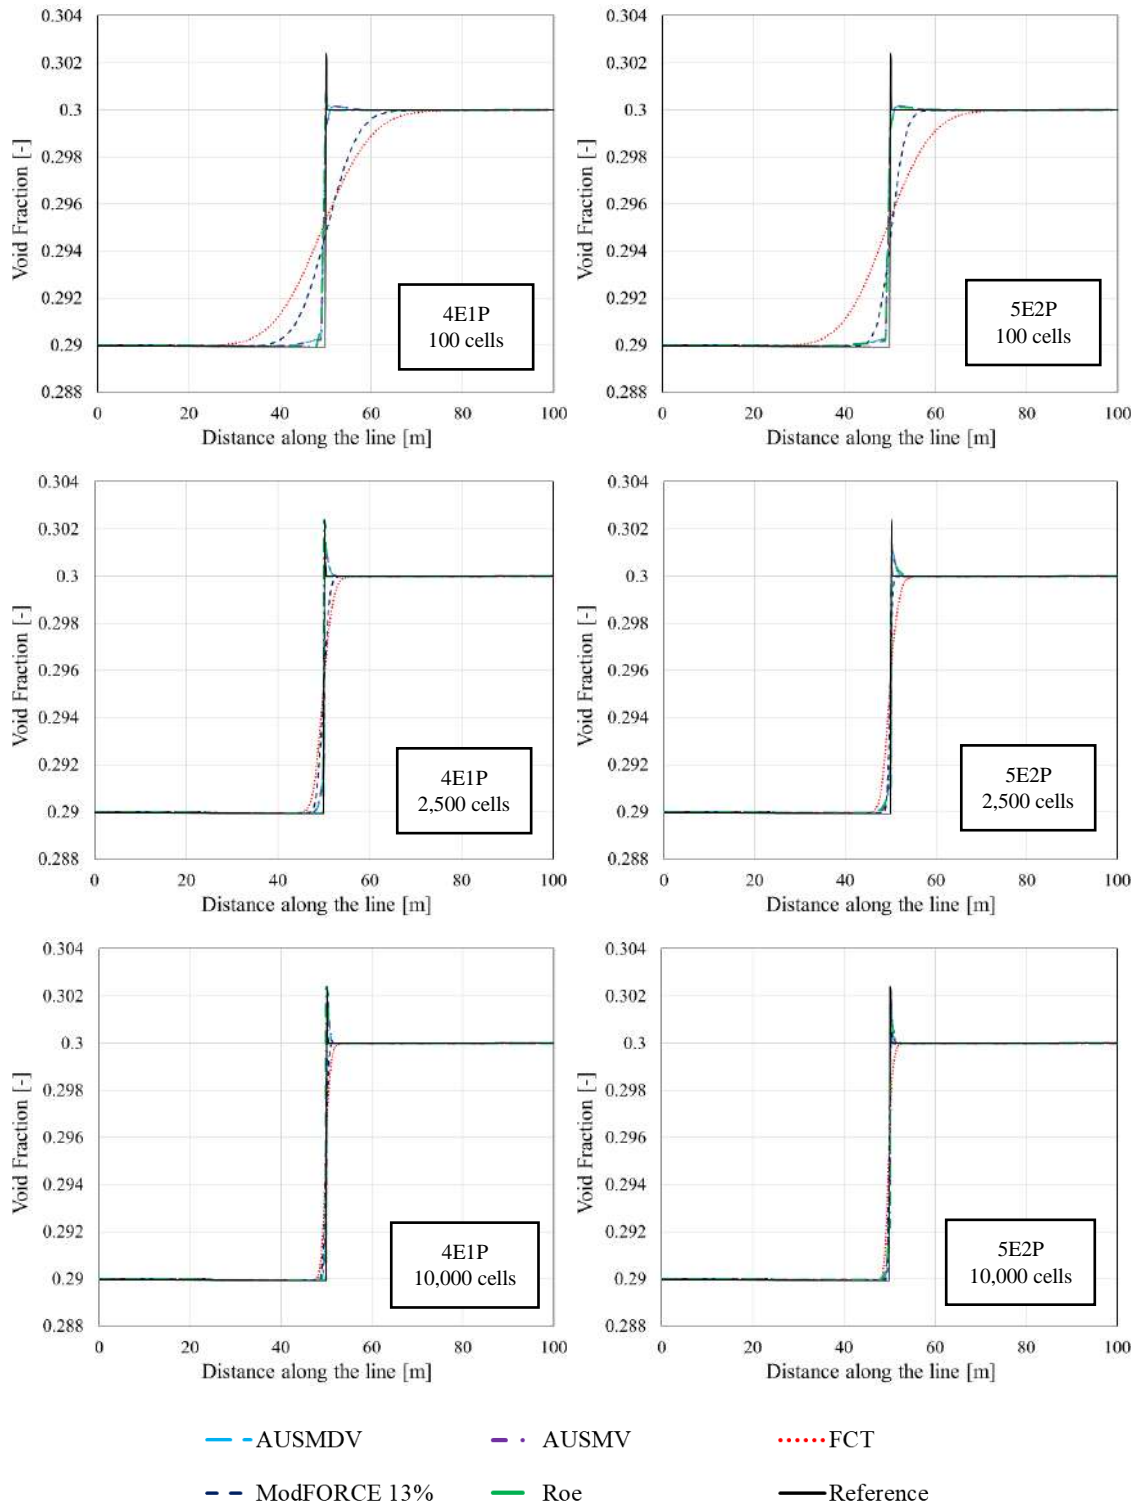 0.304
0.302
0.3
0.298
0.296
0.294
0.292
0.29
0.288
Void Fraction [-]
0 20 40 60 80 100
Distance along the line [m]
4E1P
100 cells
0.304
0.302
0.3
0.298
0.296
0.294
0.292
0.29
0.288
Void Fraction [-]
0 20 40 60 80 100
Distance along the line [m]
5E2P
100 cells
0.304
0.302
0.3
0.298
0.296
0.294
0.292
0.29
0.288
Void Fraction [-]
0 20 40 60 80 100
Distance along the line [m]
4E1P
2,500 cells
0.304
0.302
0.3
0.298
0.296
0.294
0.292
0.29
0.288
Void Fraction [-]
0 20 40 60 80 100
Distance along the line [m]
5E2P
2,500 cells
0.304
0.302
0.3
0.298
0.296
0.294
0.292
0.29
0.288
Void Fraction [-]
0 20 40 60 80 100
Distance along the line [m]
4E1P
10,000 cells
0.304
0.302
0.3
0.298
0.296
0.294
0.292
0.29
0.288
Void Fraction [-]
0 20 40 60 80 100
Distance along the line [m]
5E2P
10,000 cells
AUSMDV AUSMV FCT
ModFORCE 13% Roe Reference